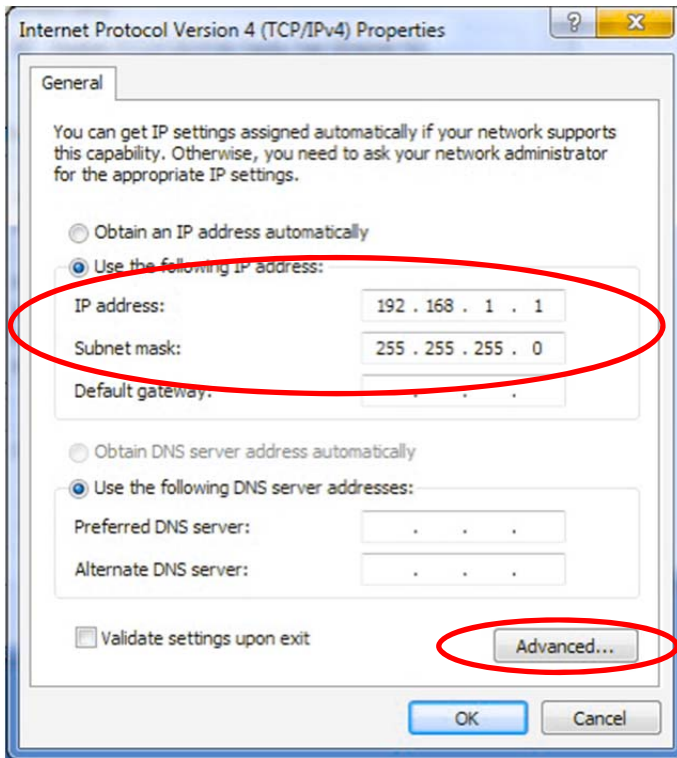 Internet Protocol Version 4 (TCP/IPv4) Properties
General
You can get IP settings assigned automatically if your network supports
this capability. Otherwise, you need to ask your network administrator
for the appropriate IP settings.
Obtain an IP address automatically
Use the following IP address:
IP address: 192 . 168 . 1 . 1
Subnet mask: 255 . 255 . 255 . 0
Default gateway: . . .
Obtain DNS server address automatically
Use the following DNS server addresses:
Preferred DNS server: . . .
Alternate DNS server: . . .
Validate settings upon exit
Advanced...
OK Cancel